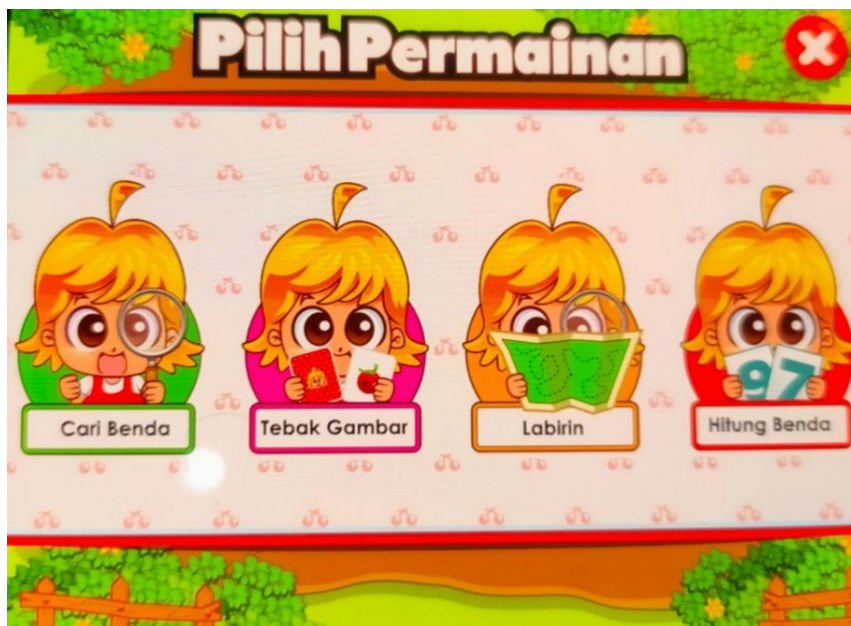 Pilih Permainan
Cari Benda
Tebak Gambar
Labirin
Hitung Benda
97